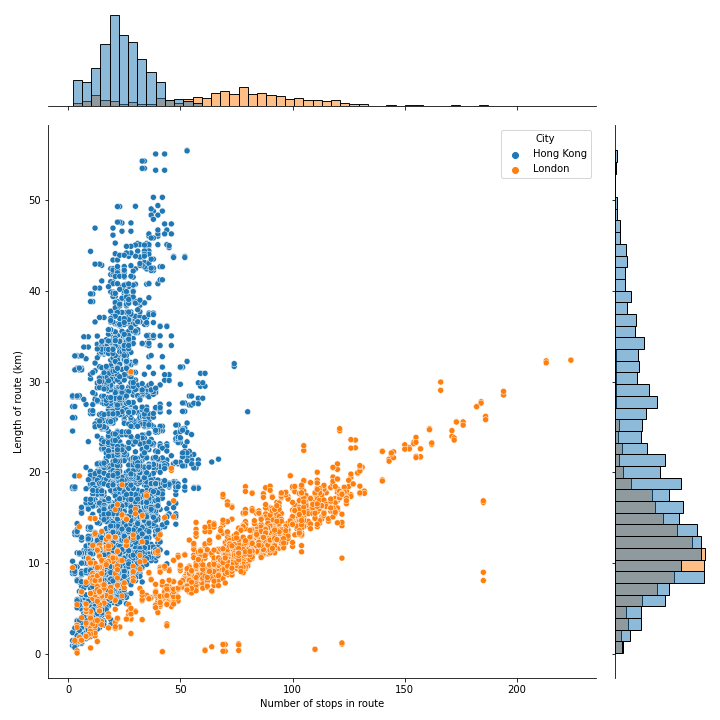 City
Hong Kong
London
50
40
30
20
10
0
Length of route (km)
0 50 100 150 200
Number of stops in route